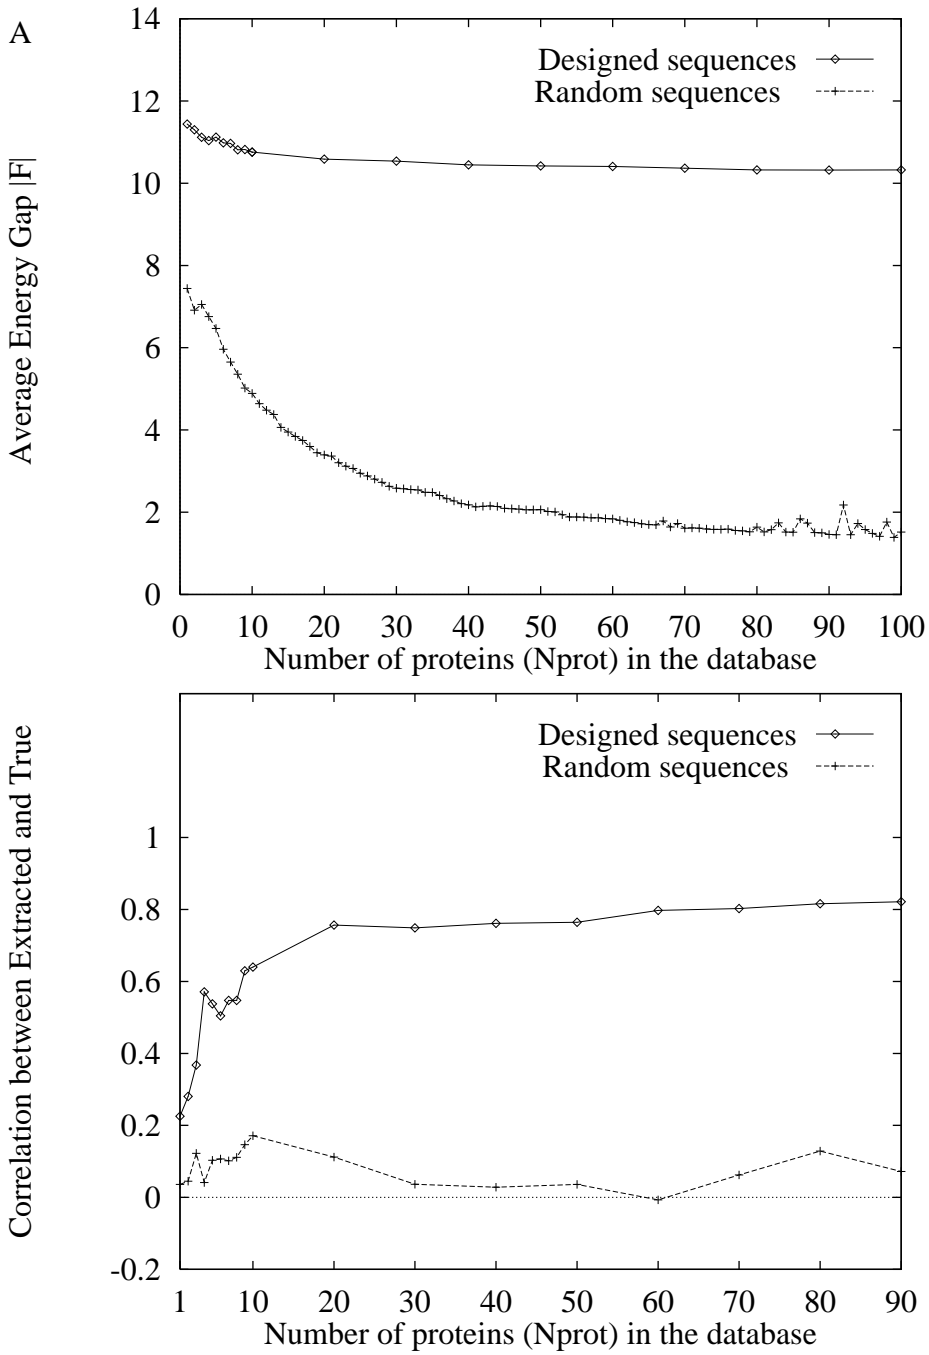 A
14
12
10
8
6
4
2
0
Average Energy Gap |F|
Designed sequences
Random sequences
0 10 20 30 40 50 60 70 80 90 100
Number of proteins (Nprot) in the database
Correlation between Extracted and True
Designed sequences
Random sequences
1
0.8
0.6
0.4
0.2
0
-0.2
1 10 20 30 40 50 60 70 80 90
Number of proteins (Nprot) in the database